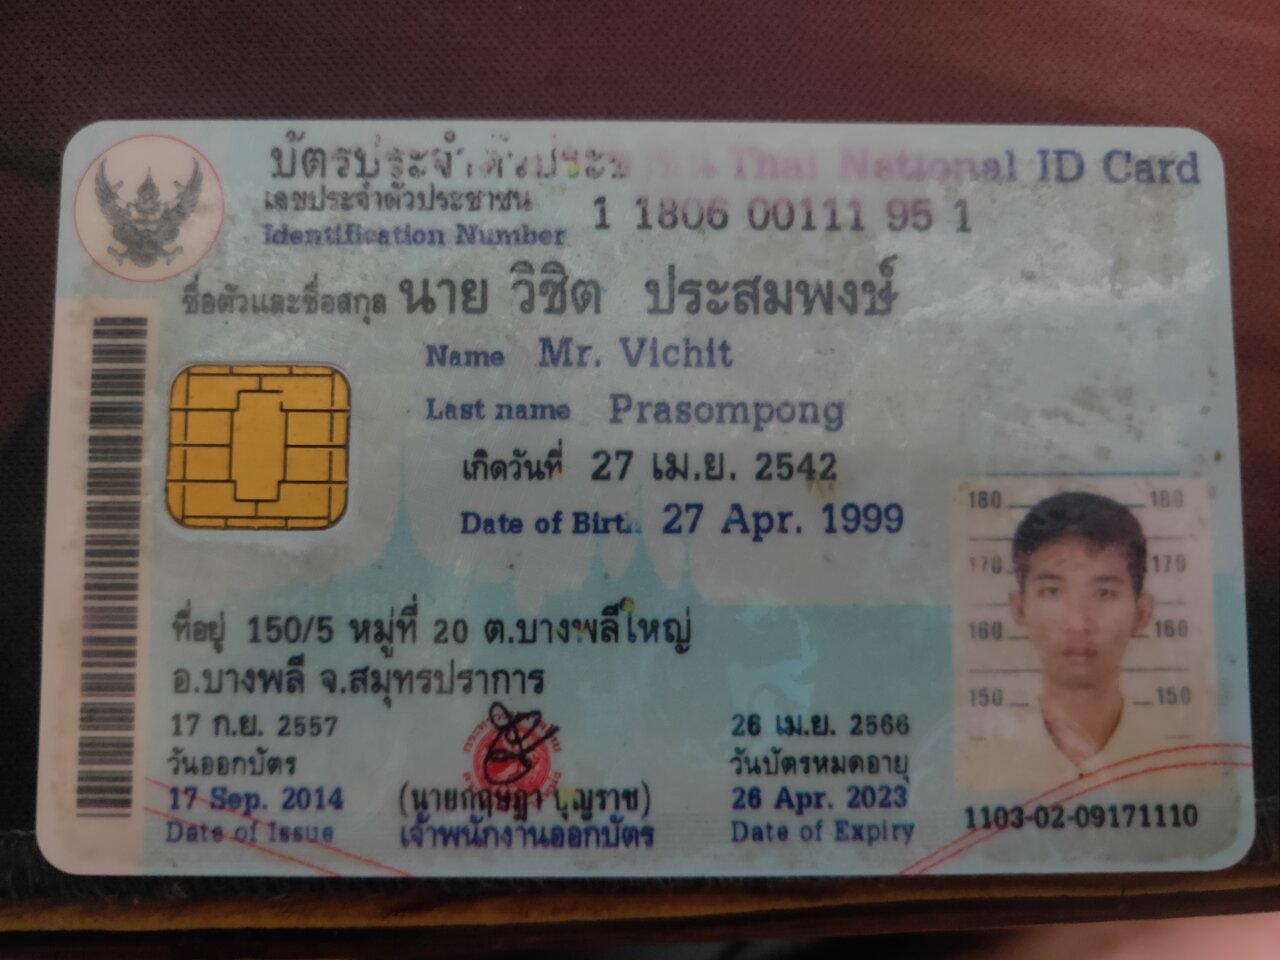 บัตรประจำตัวประช Thai National ID Card
เลขประจำตัวประชาชน
Identification Number 1 1806 00111 95 1
ชื่อตัวและชื่อสกุล นาย วิชิต ประสมพงษ์
Name Mr. Vichit
Last name Prasompong
เกิดวันที่ 27 เม.ย. 2542
Date of Birt 27 Apr. 1999
ที่อยู่ 150/5 หมู่ที่ 20 ต.บางพลีใหญ่
อ.บางพลี จ.สมุทรปราการ
17 ก.ย. 2557
วันออกบัตร
17 Sep. 2014
Date of Issue
(นายกฤษฎา บุญราช)
เจ้าพนักงานออกบัตร
26 เม.ย. 2566
วันบัตรหมดอายุ
26 Apr. 2023
Date of Expiry
180 180
170 170
160 160
150 150
1103-02-09171110